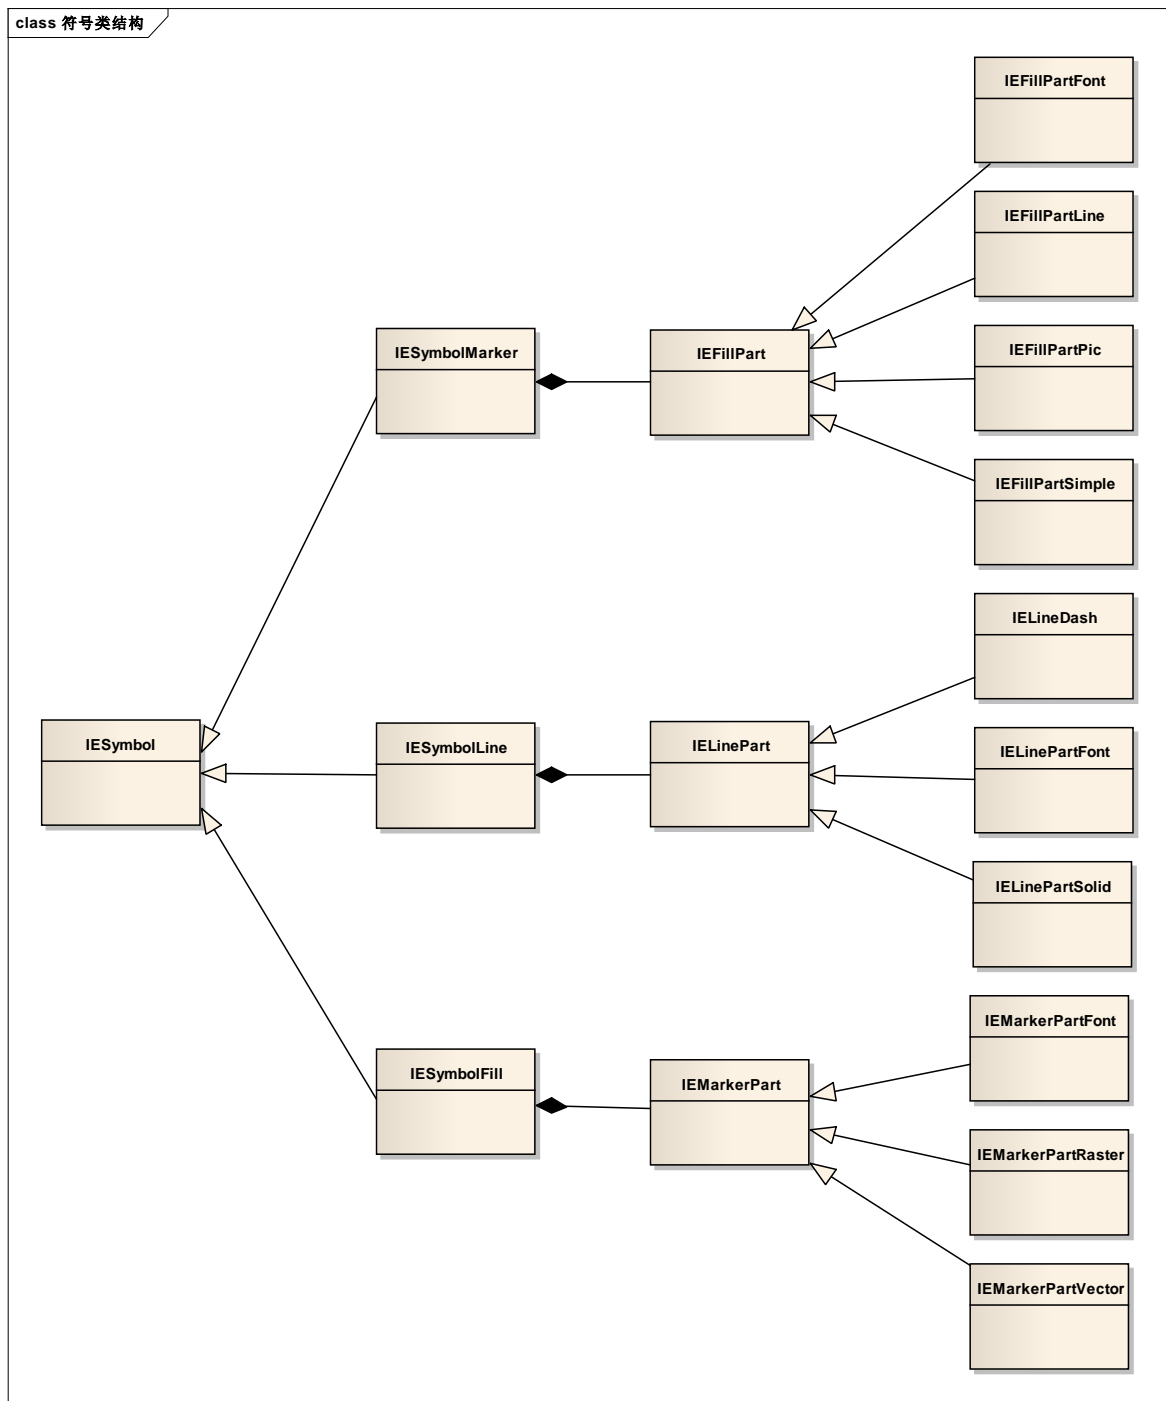 class 符号类结构
IEFillPartFont
IEFillPartLine
IESymbolMarker
IEFillPart
IEFillPartPic
IEFillPartSimple
IELineDash
IESymbol
IESymbolLine
IELinePart
IELinePartFont
IELinePartSolid
IESymbolFill
IEMarkerPart
IEMarkerPartFont
IEMarkerPartRaster
IEMarkerPartVector